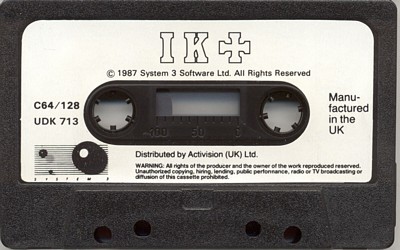 IK+
© 1987 System 3 Software Ltd. All Rights Reserved
C64/128
UDK 713
Manu-
factured
in the
UK
100 50 0
Distributed by Activision (UK) Ltd.
WARNING: All rights of the producer and the owner of the work reproduced reserved.
Unauthorized copying, hiring, lending, public performance, radio or TV broadcasting or
diffusion of this cassette prohibited.
SYSTEM 3